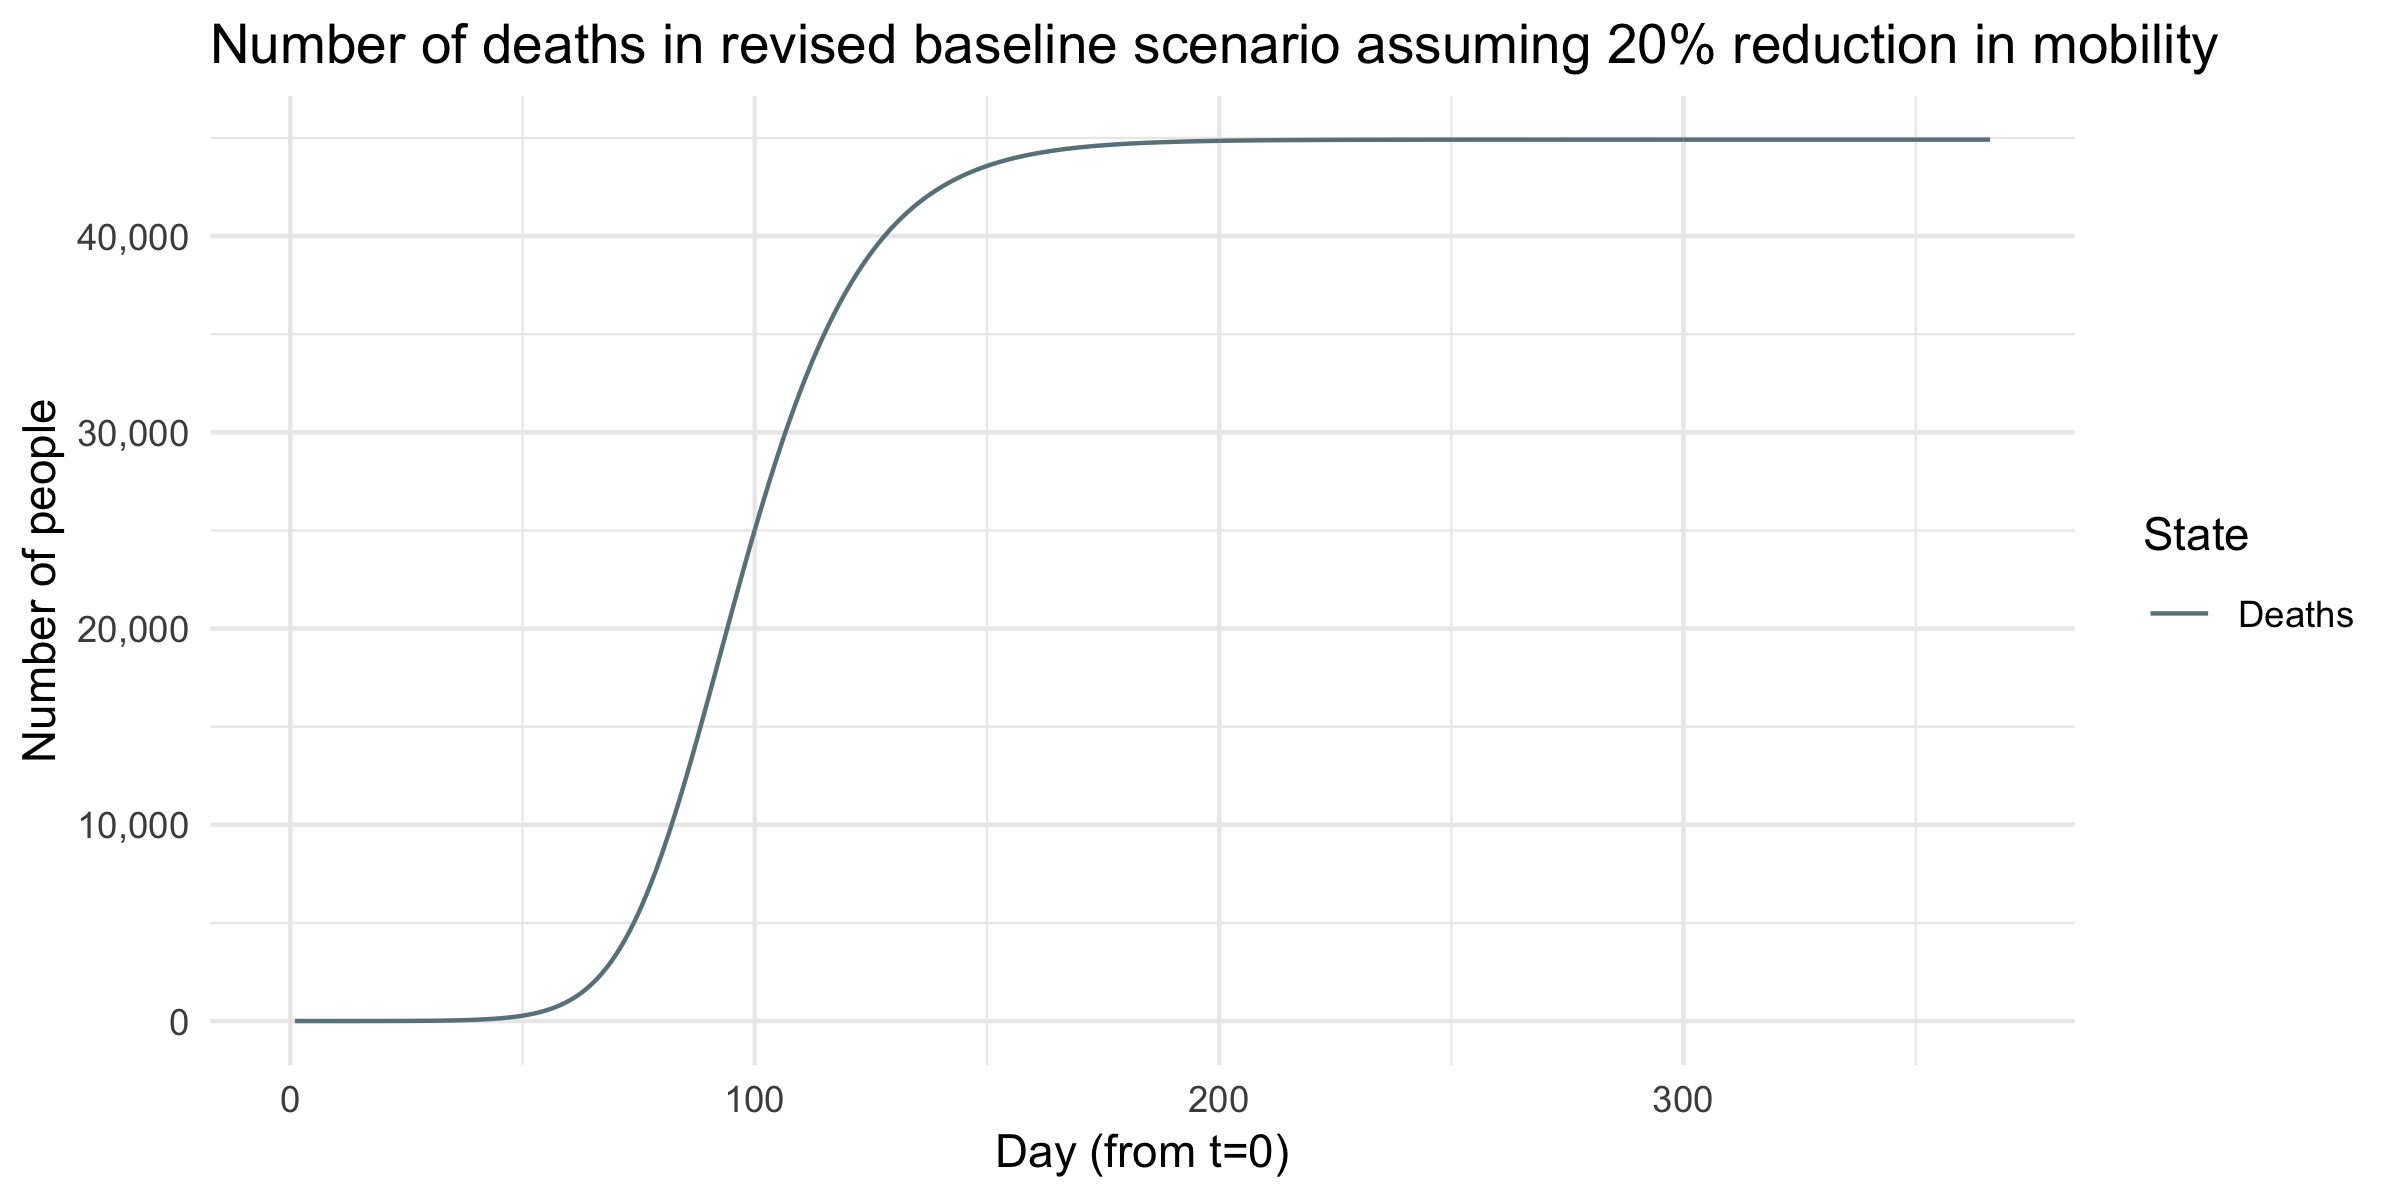 Number of deaths in revised baseline scenario assuming 20% reduction in mobility
Number of people
40,000
30,000
20,000
10,000
0
0 100 200 300
Day (from t=0)
State
Deaths